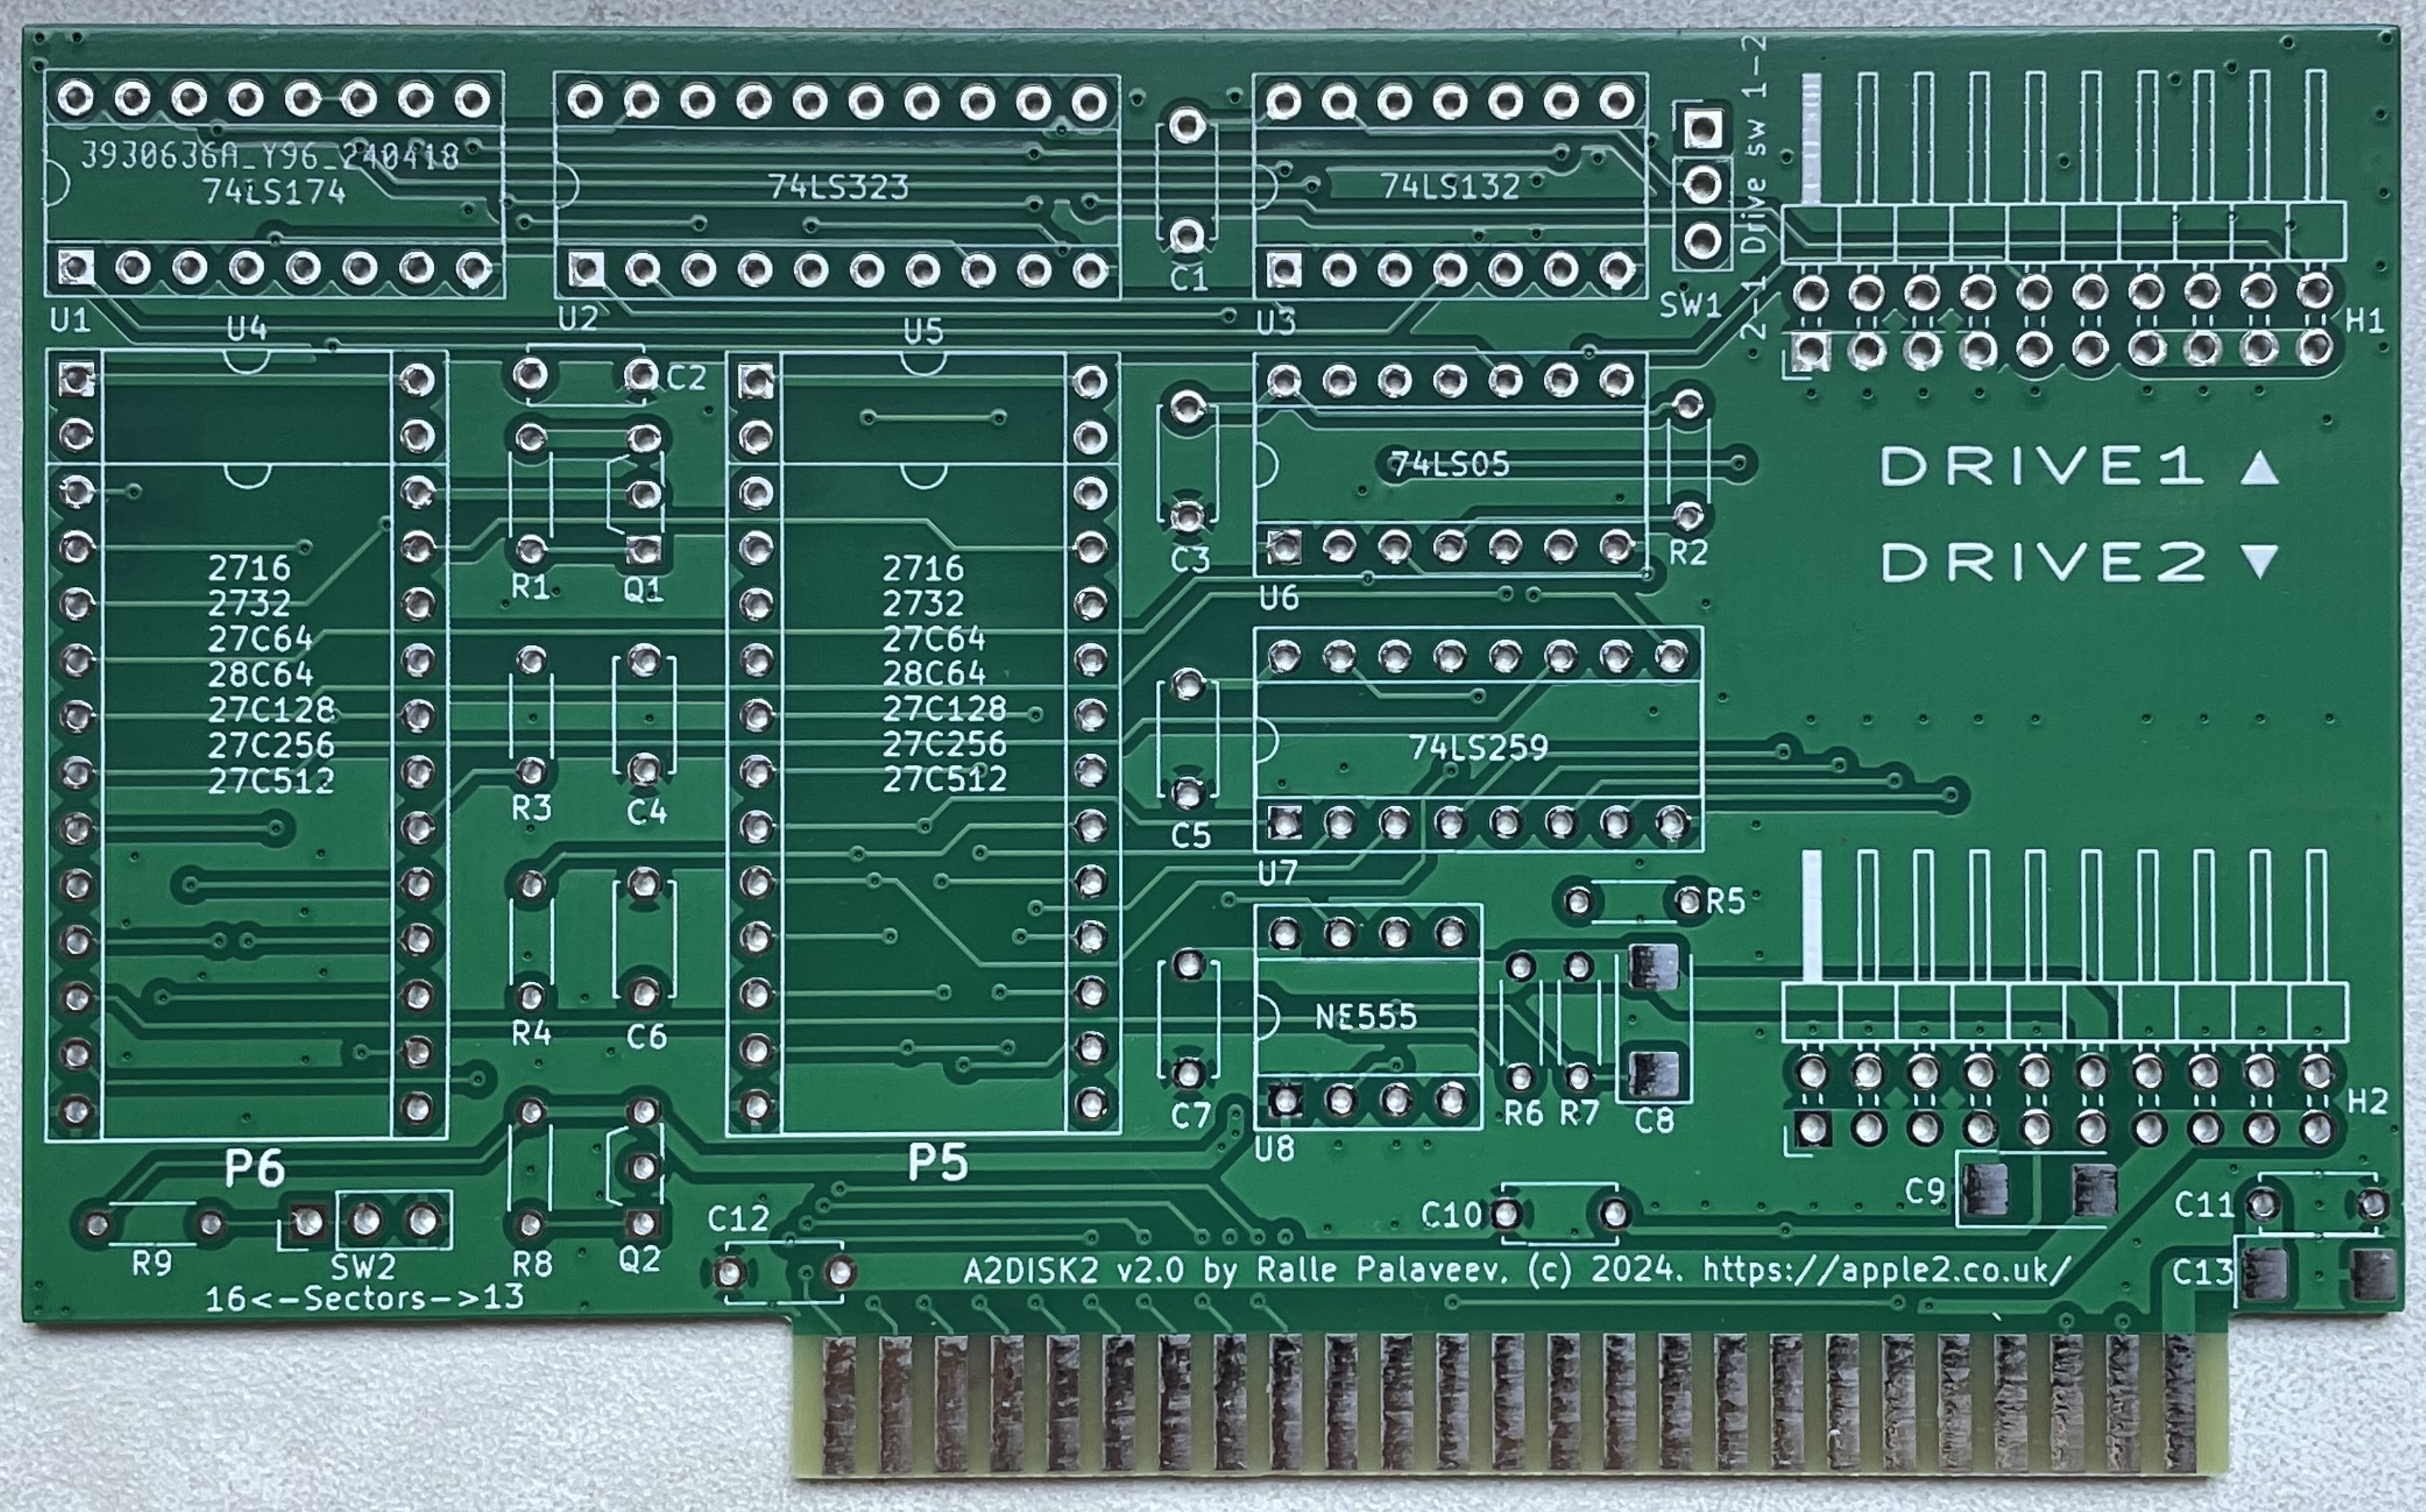 3930636A_Y96_240418
74LS174
74LS323
74LS132
C1
2-1 Drive sw 1-2
SW1
U1
U4
U2
U5
U3
H1
C2
74LS05
DRIVE1 ▲
DRIVE2 ▼
R1
Q1
C3
R2
U6
2716
2732
27C64
28C64
27C128
27C256
27C512
2716
2732
27C64
28C64
27C128
27C256
27C512
74LS259
R3
C4
C5
U7
R5
NE555
R4
C6
C7
U8
R6
R7
C8
H2
P6
P5
C9
C10
C11
C12
R9
SW2
R8
Q2
C13
16<-Sectors->13
A2DISK2 v2.0 by Ralle Palaveev, (c) 2024. https://apple2.co.uk/